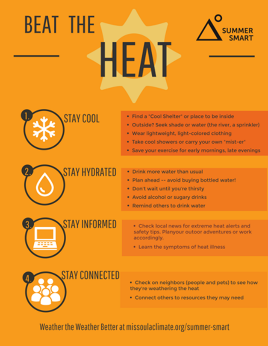 BEAT THE
HEAT
SUMMER
SMART
1
STAY COOL
• Find a "Cool Shelter" or place to be inside
• Outside? Seek shade or water (the river, a sprinkler)
• Wear lightweight, light-colored clothing
• Take cool showers or carry your own "mist-er"
• Save your exercise for early mornings, late evenings
2
STAY HYDRATED
• Drink more water than usual
• Plan ahead — avoid buying bottled water!
• Don't wait until you're thirsty
• Avoid alcohol or sugary drinks
• Remind others to drink water
3
STAY INFORMED
• Check local news for extreme heat alerts and
safety tips. Planyour outdoor adventures or work
accordingly.
• Learn the symptoms of heat illness
4
STAY CONNECTED
• Check on neighbors (people and pets) to see how
they're weathering the heat
• Connect others to resources they may need
Weather the Weather Better at missoulaclimate.org/summer-smart